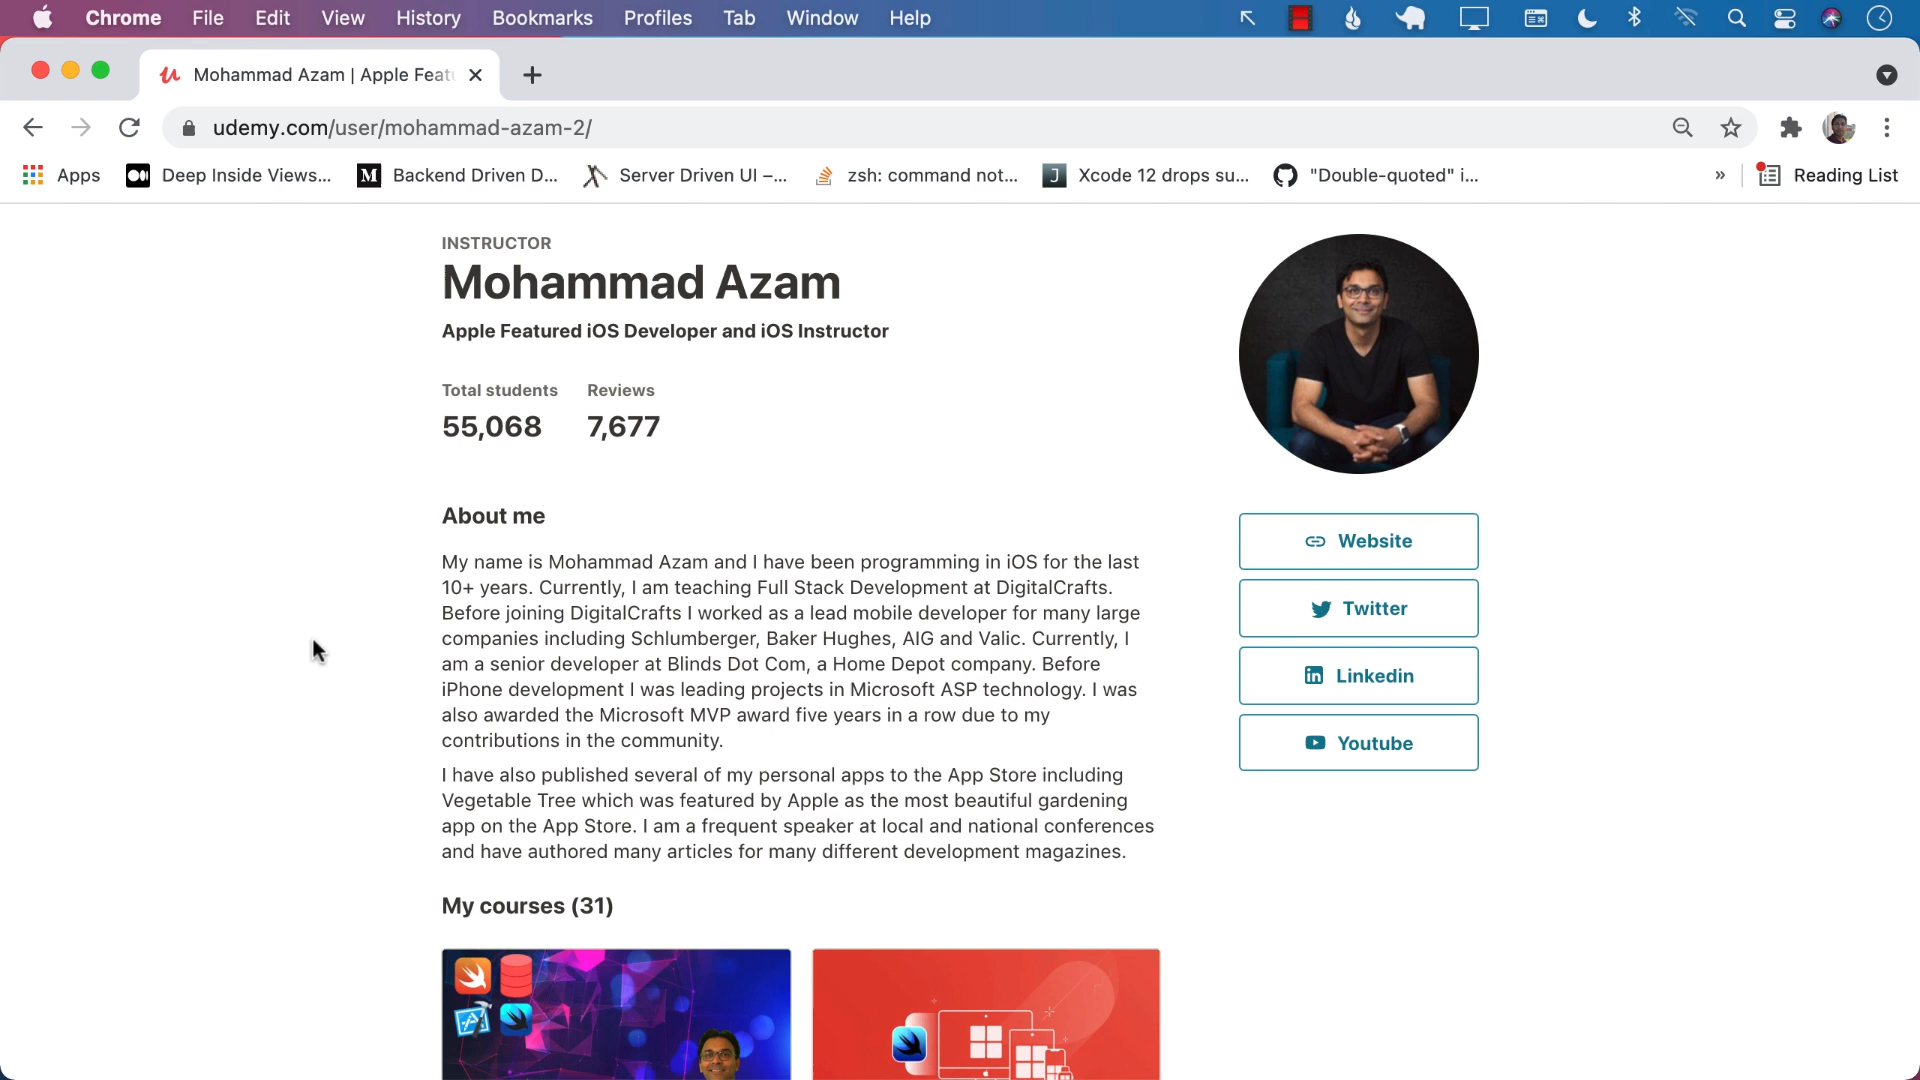 Chrome File Edit View History Bookmarks Profiles Tab Window Help
Mohammad Azam | Apple Feat
udemy.com/user/mohammad-azam-2/
Apps Deep Inside Views... Backend Driven D... Server Driven UI –... zsh: command not... Xcode 12 drops su... "Double-quoted" i... » Reading List
INSTRUCTOR
Mohammad Azam
Apple Featured iOS Developer and iOS Instructor
Total students Reviews
55,068 7,677
About me
My name is Mohammad Azam and I have been programming in iOS for the last
10+ years. Currently, I am teaching Full Stack Development at DigitalCrafts.
Before joining DigitalCrafts I worked as a lead mobile developer for many large
companies including Schlumberger, Baker Hughes, AIG and Valic. Currently, I
am a senior developer at Blinds Dot Com, a Home Depot company. Before
iPhone development I was leading projects in Microsoft ASP technology. I was
also awarded the Microsoft MVP award five years in a row due to my
contributions in the community.
I have also published several of my personal apps to the App Store including
Vegetable Tree which was featured by Apple as the most beautiful gardening
app on the App Store. I am a frequent speaker at local and national conferences
and have authored many articles for many different development magazines.
My courses (31)
Website
Twitter
Linkedin
Youtube